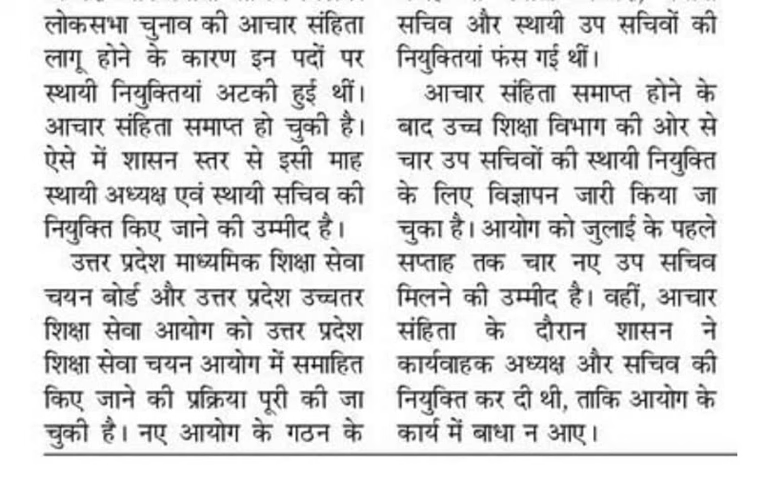 लोकसभा चुनाव की आचार संहिता
लागू होने के कारण इन पदों पर
स्थायी नियुक्तियां अटकी हुई थीं।
आचार संहिता समाप्त हो चुकी है।
ऐसे में शासन स्तर से इसी माह
स्थायी अध्यक्ष एवं स्थायी सचिव की
नियुक्ति किए जाने की उम्मीद है।
उत्तर प्रदेश माध्यमिक शिक्षा सेवा
चयन बोर्ड और उत्तर प्रदेश उच्चतर
शिक्षा सेवा आयोग को उत्तर प्रदेश
शिक्षा सेवा चयन आयोग में समाहित
किए जाने की प्रक्रिया पूरी की जा
चुकी है। नए आयोग के गठन के
सचिव और स्थायी उप सचिवों की
नियुक्तियां फंस गई थीं।
आचार संहिता समाप्त होने के
बाद उच्च शिक्षा विभाग की ओर से
चार उप सचिवों की स्थायी नियुक्ति
के लिए विज्ञापन जारी किया जा
चुका है। आयोग को जुलाई के पहले
सप्ताह तक चार नए उप सचिव
मिलने की उम्मीद है। वहीं, आचार
संहिता के दौरान शासन ने
कार्यवाहक अध्यक्ष और सचिव की
नियुक्ति कर दी थी, ताकि आयोग के
कार्य में बाधा न आए।